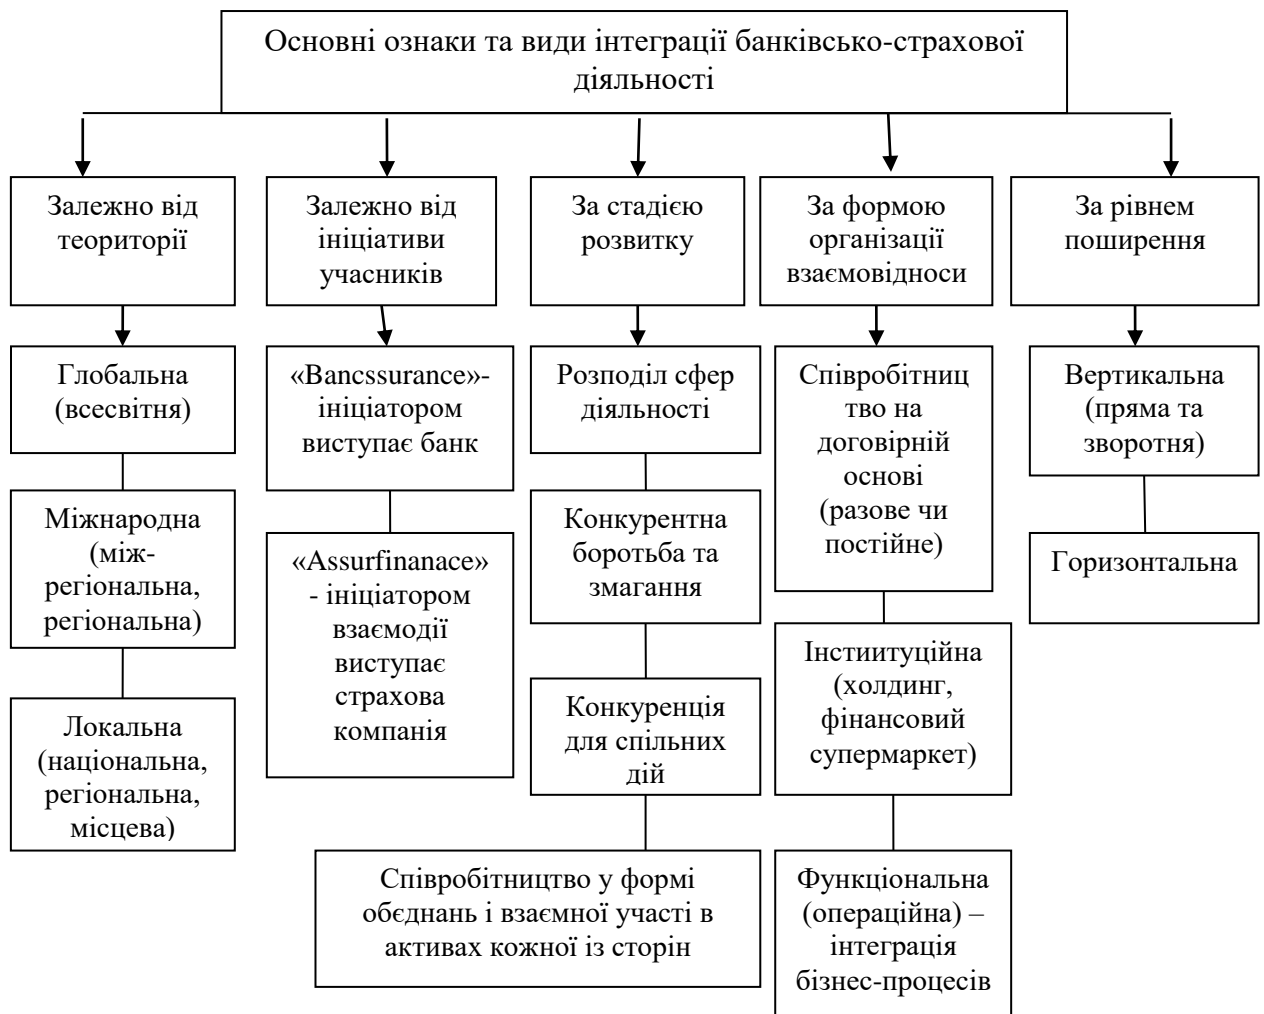 Основні ознаки та види інтеграції банківсько-страхової
діяльності
Залежно від
теориторії
Залежно від
ініціативи
учасників
За стадією
розвитку
За формою
організації
взаємовідноси
За рівнем
поширення
Глобальна
(всесвітня)
Міжнародна
(між-
регіональна,
регіональна)
Локальна
(національна,
регіональна,
місцева)
«Bancssurance»-
ініціатором
виступає банк
«Assurfinanace»
- ініціатором
взаємодії
виступає
страхова
компанія
Розподіл сфер
діяльності
Конкурентна
боротьба та
змагання
Конкуренція
для спільних
дій
Співробітництво у формі
обєднань і взаємної участі в
активах кожної із сторін
Співробітниц
тво на
договірній
основі
(разове чи
постійне)
Інстиитуційна
(холдинг,
фінансовий
супермаркет)
Функціональна
(операційна) –
інтеграція
бізнес-процесів
Вертикальна
(пряма та
зворотня)
Горизонтальна